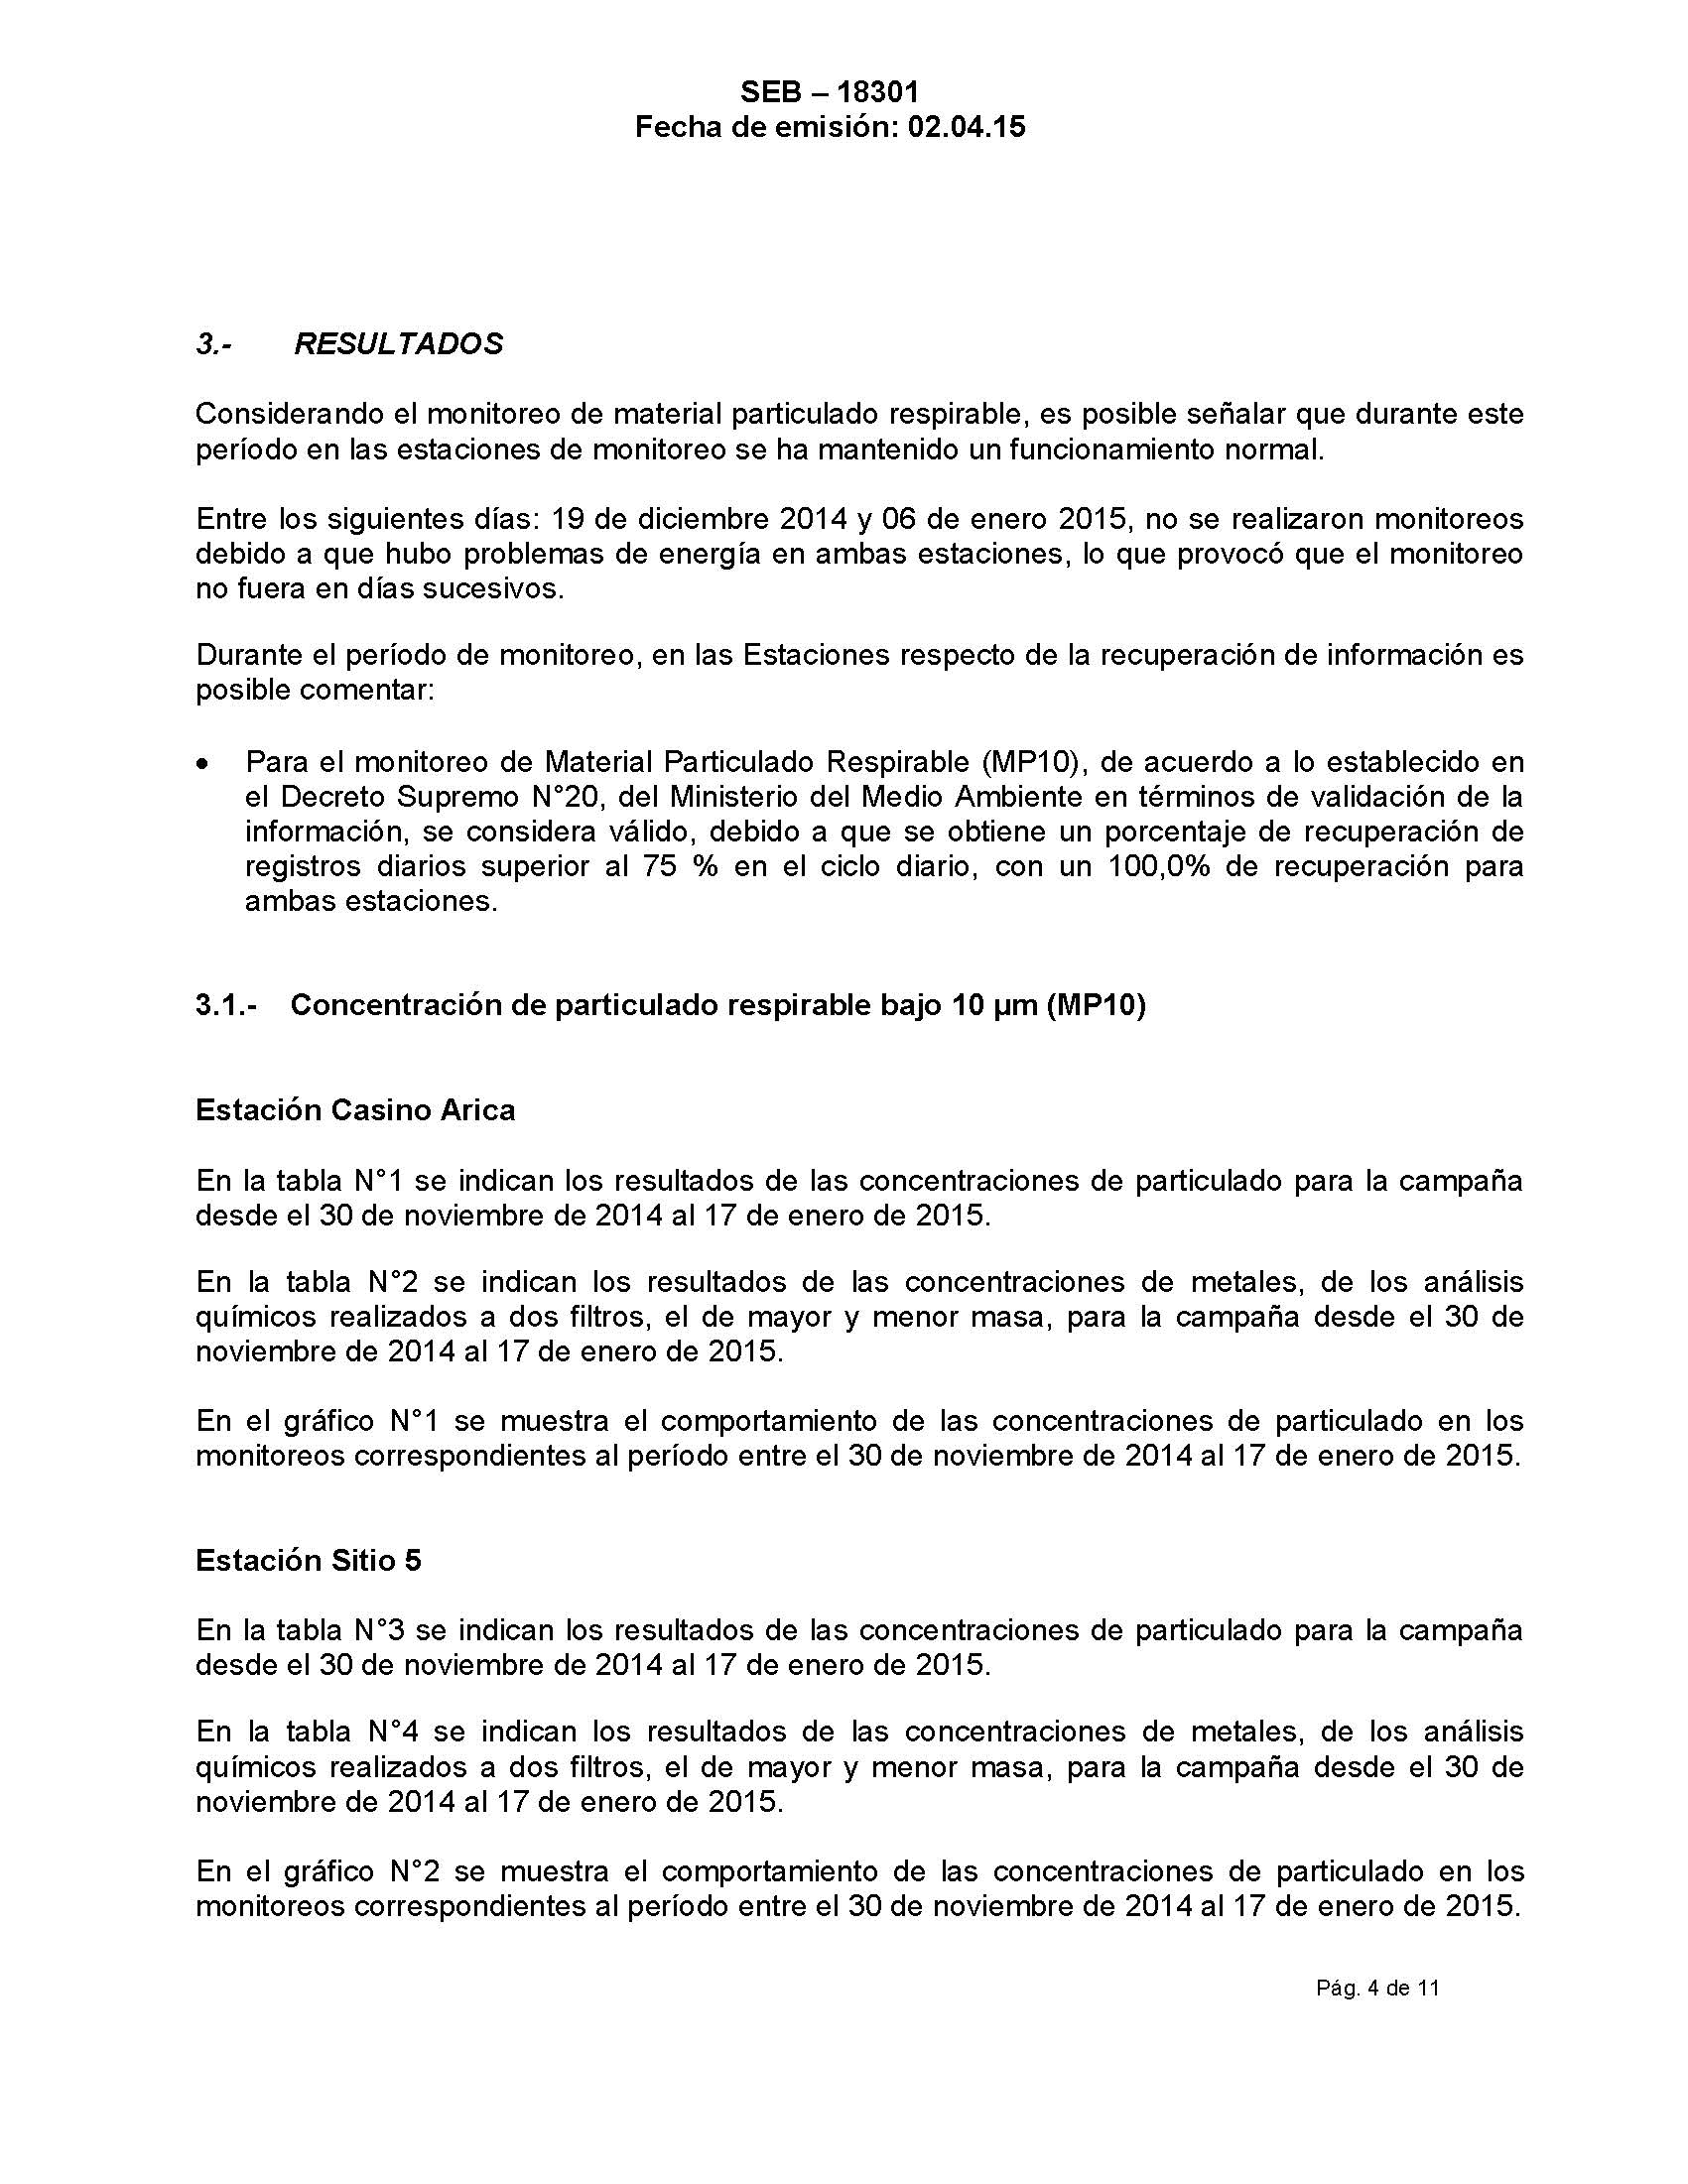 SEB – 18301
Fecha de emisión: 02.04.15
3.- RESULTADOS
Considerando el monitoreo de material particulado respirable, es posible señalar que durante este
período en las estaciones de monitoreo se ha mantenido un funcionamiento normal.
Entre los siguientes días: 19 de diciembre 2014 y 06 de enero 2015, no se realizaron monitoreos
debido a que hubo problemas de energía en ambas estaciones, lo que provocó que el monitoreo
no fuera en días sucesivos.
Durante el período de monitoreo, en las Estaciones respecto de la recuperación de información es
posible comentar:
• Para el monitoreo de Material Particulado Respirable (MP10), de acuerdo a lo establecido en
el Decreto Supremo N°20, del Ministerio del Medio Ambiente en términos de validación de la
información, se considera válido, debido a que se obtiene un porcentaje de recuperación de
registros diarios superior al 75 % en el ciclo diario, con un 100,0% de recuperación para
ambas estaciones.
3.1.- Concentración de particulado respirable bajo 10 µm (MP10)
Estación Casino Arica
En la tabla N°1 se indican los resultados de las concentraciones de particulado para la campaña
desde el 30 de noviembre de 2014 al 17 de enero de 2015.
En la tabla N°2 se indican los resultados de las concentraciones de metales, de los análisis
químicos realizados a dos filtros, el de mayor y menor masa, para la campaña desde el 30 de
noviembre de 2014 al 17 de enero de 2015.
En el gráfico N°1 se muestra el comportamiento de las concentraciones de particulado en los
monitoreos correspondientes al período entre el 30 de noviembre de 2014 al 17 de enero de 2015.
Estación Sitio 5
En la tabla N°3 se indican los resultados de las concentraciones de particulado para la campaña
desde el 30 de noviembre de 2014 al 17 de enero de 2015.
En la tabla N°4 se indican los resultados de las concentraciones de metales, de los análisis
químicos realizados a dos filtros, el de mayor y menor masa, para la campaña desde el 30 de
noviembre de 2014 al 17 de enero de 2015.
En el gráfico N°2 se muestra el comportamiento de las concentraciones de particulado en los
monitoreos correspondientes al período entre el 30 de noviembre de 2014 al 17 de enero de 2015.
Pág. 4 de 11